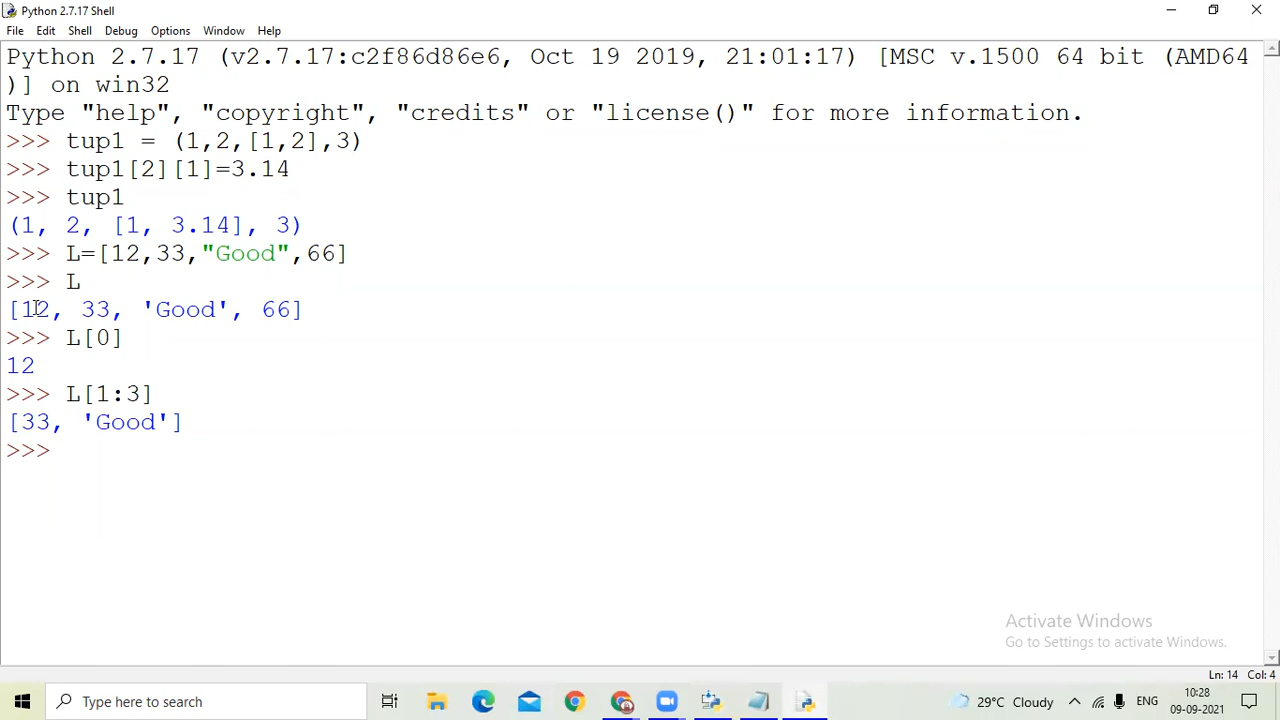 Python 2.7.17 Shell
File Edit Shell Debug Options Window Help
Python 2.7.17 (v2.7.17:c2f86d86e6, Oct 19 2019, 21:01:17) [MSC v.1500 64 bit (AMD64
)] on win32
Type "help", "copyright", "credits" or "license()" for more information.
>>> tup1 = (1,2,[1,2],3)
>>> tup1[2][1]=3.14
>>> tup1
(1, 2, [1, 3.14], 3)
>>> L=[12,33,"Good",66]
>>> L
[12, 33, 'Good', 66]
>>> L[0]
12
>>> L[1:3]
[33, 'Good']
>>>
Activate Windows
Go to Settings to activate Windows.
Ln: 14 Col: 4
Type here to search
29°C Cloudy
ENG
10:28
09-09-2021